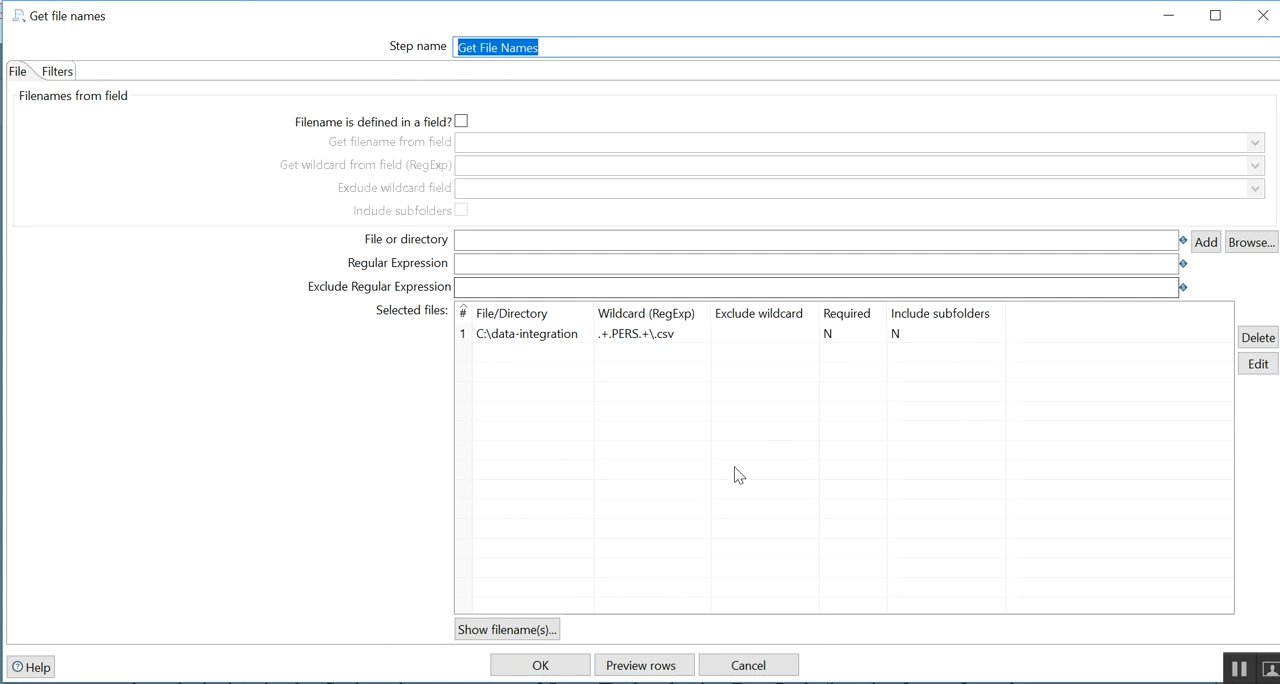 Get file names
Step name Get File Names
File Filters
Filenames from field
Filename is defined in a field?
Get filename from field
Get wildcard from field (RegExp)
Exclude wildcard field
Include subfolders
File or directory Add Browse...
Regular Expression
Exclude Regular Expression
Selected files: # File/Directory Wildcard (RegExp) Exclude wildcard Required Include subfolders
1 C:\data-integration .+.PERS.+\.csv N N
Delete
Edit
Show filename(s)...
Help OK Preview rows Cancel